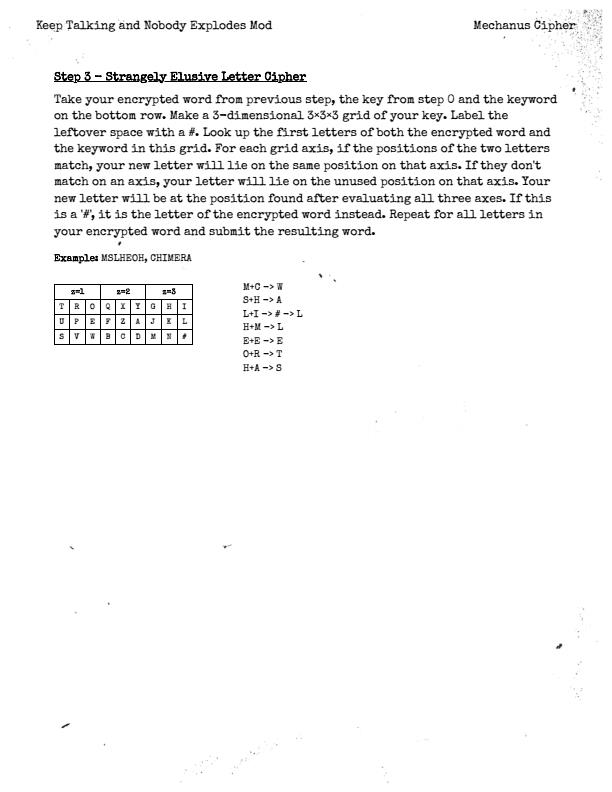 Keep Talking and Nobody Explodes Mod
Mechanus Cipher
Step 3 – Strangely Elusive Letter Cipher
Take your encrypted word from previous step, the key from step 0 and the keyword
on the bottom row. Make a 3-dimensional 3×3×3 grid of your key. Label the
leftover space with a #. Look up the first letters of both the encrypted word and
the keyword in this grid. For each grid axis, if the positions of the two letters
match, your new letter will lie on the same position on that axis. If they don't
match on an axis, your letter will lie on the unused position on that axis. Your
new letter will be at the position found after evaluating all three axes. If this
is a '#', it is the letter of the encrypted word instead. Repeat for all letters in
your encrypted word and submit the resulting word.
Example: MSLHEOH, CHIMERA
z=1 z=2 z=3
T R O Q X Y G H I
U P E F Z A J K L
S V W B C D M N #
M+C -> W
S+H -> A
L+I -> # -> L
H+M -> L
E+E -> E
O+R -> T
H+A -> S